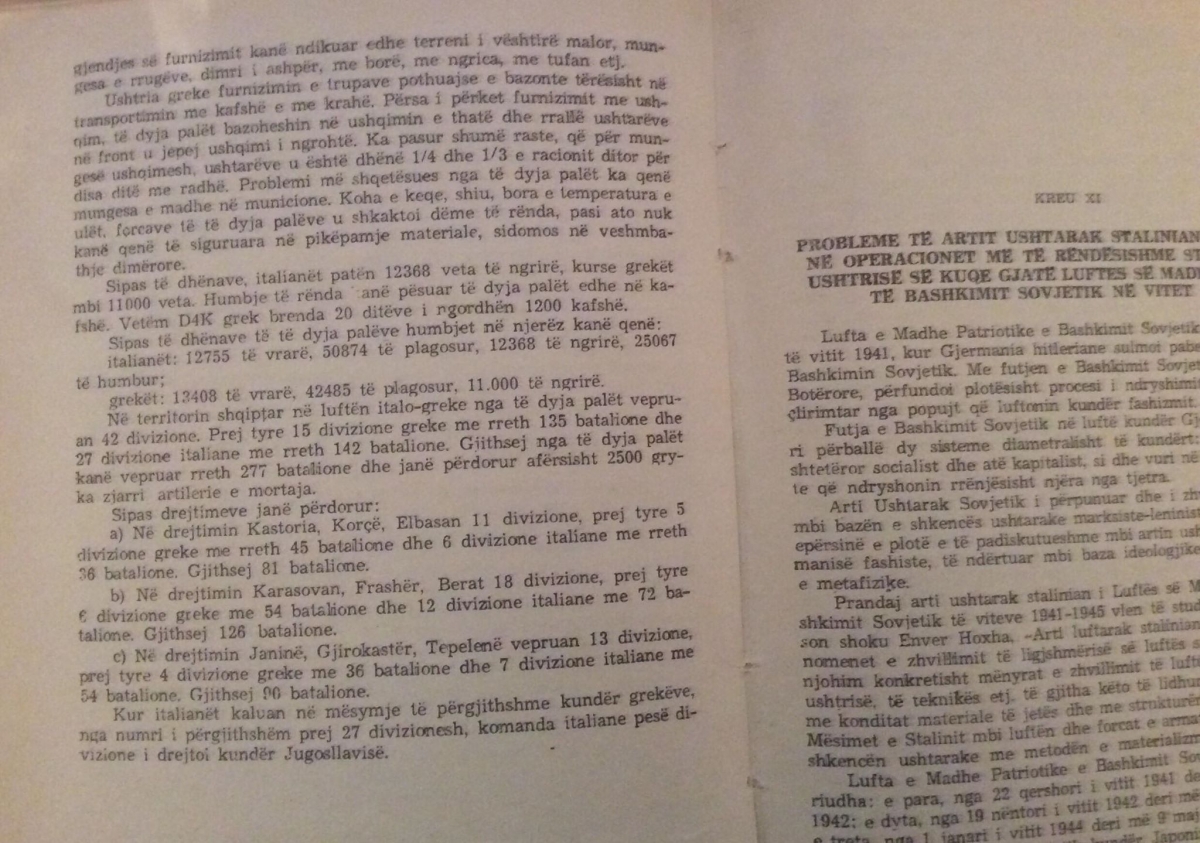 gjendjes së furnizimit kanë ndikuar edhe terreni i vështirë malor, mun-
gesa e rrugëve, dimri i ashpër, me borë, me ngrica, me tufan etj.
Ushtria greke furnizimin e trupave pothuajse e bazonte tërësisht në
transportimin me kafshë e me krahë. Përsa i përket furnizimit me ush-
qim, të dyja palët bazoheshin në ushqimin e thatë dhe rrallë ushtarëve
në front u jepej ushqimi i ngrohtë. Ka pasur shumë raste, që për mun-
gesë ushqimesh, ushtarëve u është dhënë 1/4 dhe 1/3 e racionit ditor për
disa ditë me radhë. Problemi më shqetësues nga të dyja palët ka qenë
mungesa e madhe në municione. Koha e keqe, shiu, bora e temperatura e
ulët, forcave të të dyja palëve u shkaktoi dëme të rënda, pasi ato nuk
kanë qenë të siguruara në pikëpamje materiale, sidomos në veshmba-
thje dimërore.
Sipas të dhënave, italianët patën 12368 veta të ngrirë, kurse grekët
mbi 11000 veta. Humbje të rënda anë pësuar të dyja palët edhe në ka-
fshë. Vetëm D4K grek brenda 20 ditëve i ngordhën 1200 kafshë.
Sipas të dhënave të të dyja palëve humbjet në njerëz kanë qenë:
italianët: 12755 të vrarë, 50874 të plagosur, 12368 të ngrirë, 25067
të humbur;
grekët: 13408 të vrarë, 42485 të plagosur, 11.000 të ngrirë.
Në territorin shqiptar në luftën italo-greke nga të dyja palët vepru-
an 42 divizione. Prej tyre 15 divizione greke me rreth 135 batalione dhe
27 divizione italiane me rreth 142 batalione. Gjithsej nga të dyja palët
kanë vepruar rreth 277 batalione dhe janë përdorur afërsisht 2500 gry-
ka zjarri artilerie e mortaja.
Sipas drejtimeve janë përdorur:
a) Në drejtimin Kastoria, Korçë, Elbasan 11 divizione, prej tyre 5
divizione greke me rreth 45 batalione dhe 6 divizione italiane me rreth
36 batalione. Gjithsej 81 batalione.
b) Në drejtimin Karasovan, Frashër, Berat 18 divizione, prej tyre
6 divizione greke me 54 batalione dhe 12 divizione italiane me 72 ba-
talione. Gjithsej 126 batalione.
c) Në drejtimin Janinë, Gjirokastër, Tepelenë vepruan 13 divizione,
prej tyre 4 divizione greke me 36 batalione dhe 7 divizione italiane me
54 batalione. Gjithsej 90 batalione.
Kur italianët kaluan në mësymje të përgjithshme kundër grekëve,
nga numri i përgjithshëm prej 27 divizionesh, komanda italiane pesë di-
vizione i drejtoi kundër Jugosllavisë.
KREU XI
PROBLEME TË ARTIT USHTARAK STALINIAN
NË OPERACIONET MË TË RËNDËSISHME ST
USHTRISË SË KUQE GJATË LUFTES SË MAD
TË BASHKIMIT SOVJETIK NË VITET
Lufta e Madhe Patriotike e Bashkimit Sovjetik
të vitit 1941, kur Gjermania hitleriane sulmoi pabe
Bashkimin Sovjetik. Me futjen e Bashkimit Sovjet
Botërore, përfundoi plotësisht procesi i ndryshimi
çlirimtar nga popujt që luftonin kundër fashizmit.
Futja e Bashkimit Sovjetik në luftë kundër Gj
ri përballë dy sisteme diametralisht të kundërt:
shtetëror socialist dhe atë kapitalist, si dhe vuri në
te që ndryshonin rrënjësisht njëra nga tjetra.
Arti Ushtarak Sovjetik i përpunuar dhe i zh
mbi bazën e shkencës ushtarake marksiste-leninist
epërsinë e plotë e të padiskutueshme mbi artin ush
manisë fashiste, të ndërtuar mbi baza ideologjike
e metafizike.
Prandaj arti ushtarak stalinian i Luftës së M
shkimit Sovjetik të viteve 1941-1945 vlen të stud
son shoku Enver Hoxha, «Arti luftarak stalinian
nomenet e zhvillimit të ligjshmërisë së luftës s
njohim konkretisht mënyrat e zhvillimit të luft
ushtrisë, të teknikës etj. të gjitha këto të lidhur
me konditat materiale të jetës dhe me strukturë
Mësimet e Stalinit mbi luftën dhe forcat e arma
shkencën ushtarake me metodën e materializm
Lufta e Madhe Patriotike e Bashkimit Sov
riudha: e para, nga 22 qershori i vitit 1941 der
1942; e dyta, nga 19 nëntori i vitit 1942 deri më
e treta, nga 1 janari i vitit 1944 deri më 9 maj
kundër Japoni